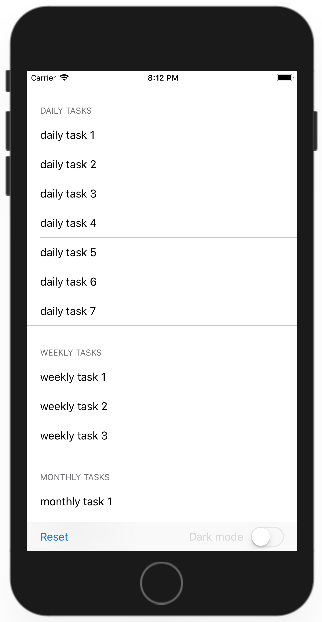 Carrier 8:12 PM
DAILY TASKS
daily task 1
daily task 2
daily task 3
daily task 4
daily task 5
daily task 6
daily task 7
WEEKLY TASKS
weekly task 1
weekly task 2
weekly task 3
MONTHLY TASKS
monthly task 1
Reset Dark mode